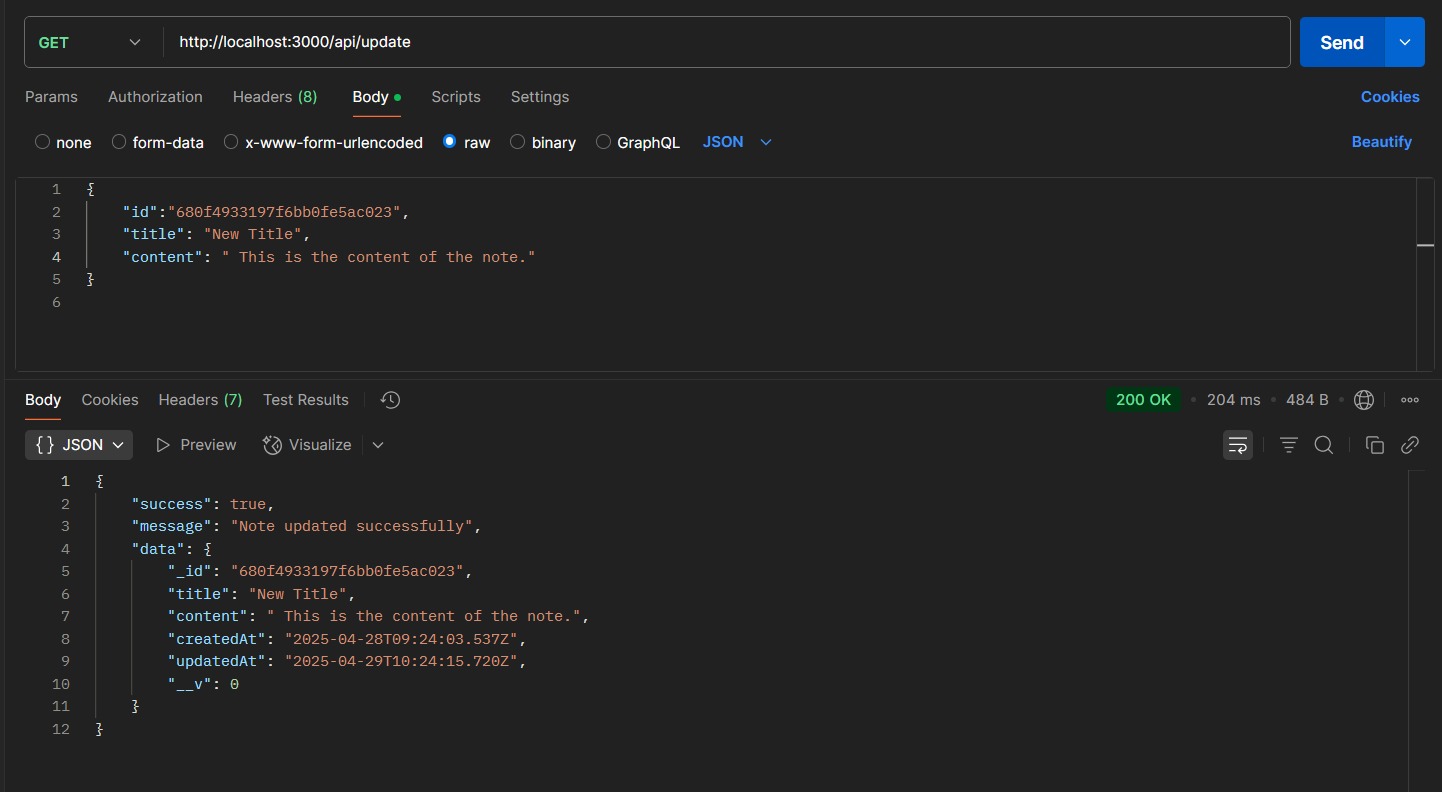 GET http://localhost:3000/api/update Send
Params Authorization Headers (8) Body Scripts Settings Cookies
none form-data x-www-form-urlencoded raw binary GraphQL JSON Beautify
1 {
2 "id":"680f4933197f6bb0fe5ac023",
3 "title": "New Title",
4 "content": " This is the content of the note."
5 }
6
Body Cookies Headers (7) Test Results 200 OK • 204 ms • 484 B •
{} JSON Preview Visualize
1 {
2 "success": true,
3 "message": "Note updated successfully",
4 "data": {
5 "_id": "680f4933197f6bb0fe5ac023",
6 "title": "New Title",
7 "content": " This is the content of the note.",
8 "createdAt": "2025-04-28T09:24:03.537Z",
9 "updatedAt": "2025-04-29T10:24:15.720Z",
10 "__v": 0
11 }
12 }